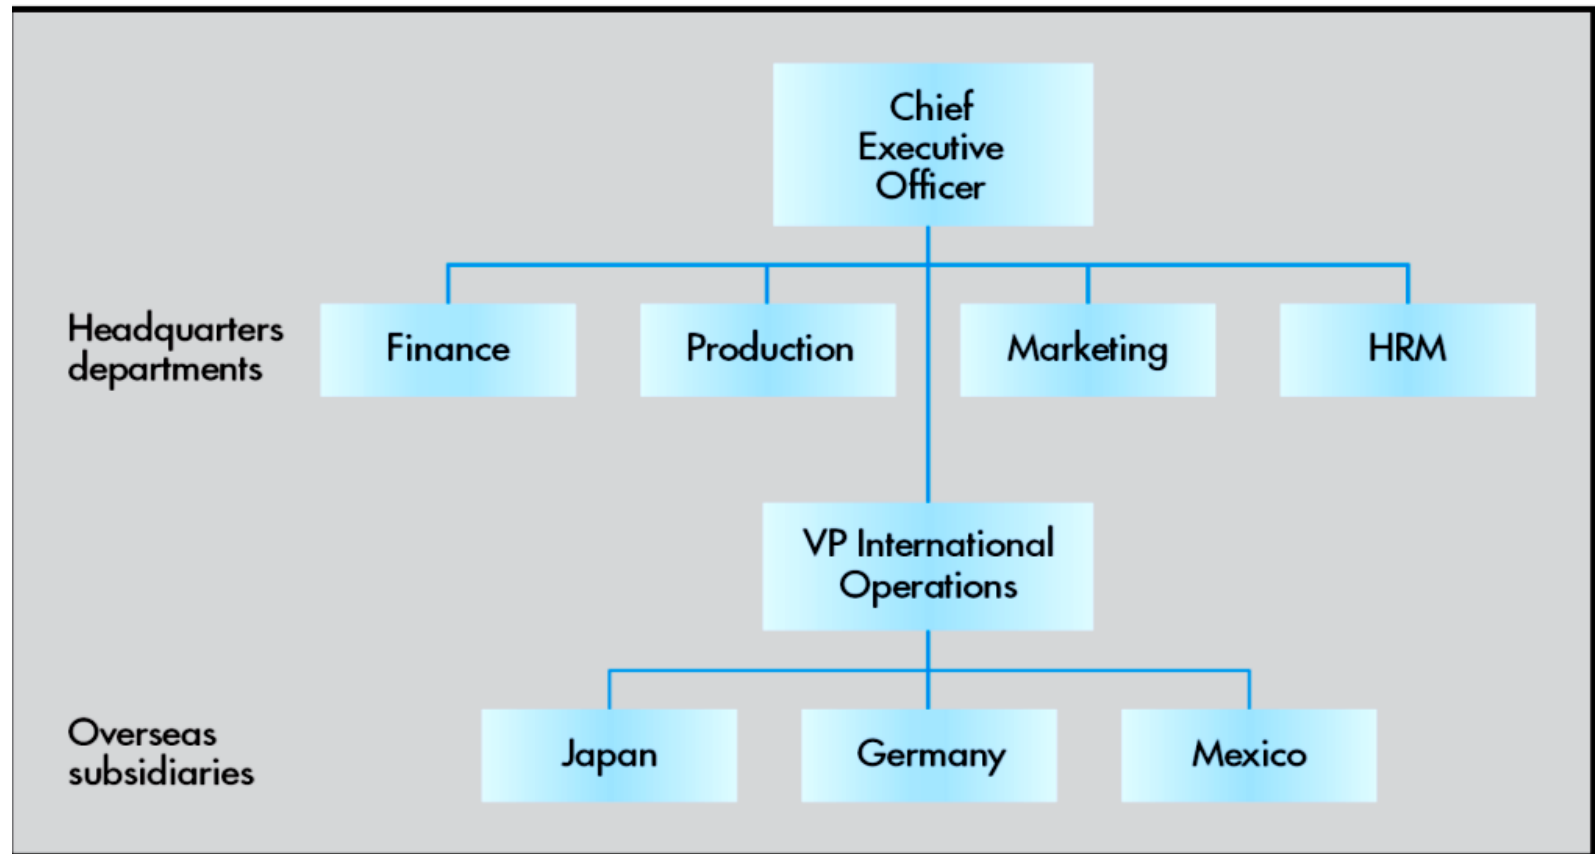 Chief
Executive
Officer
Headquarters
departments
Finance
Production
Marketing
HRM
VP International
Operations
Overseas
subsidiaries
Japan
Germany
Mexico